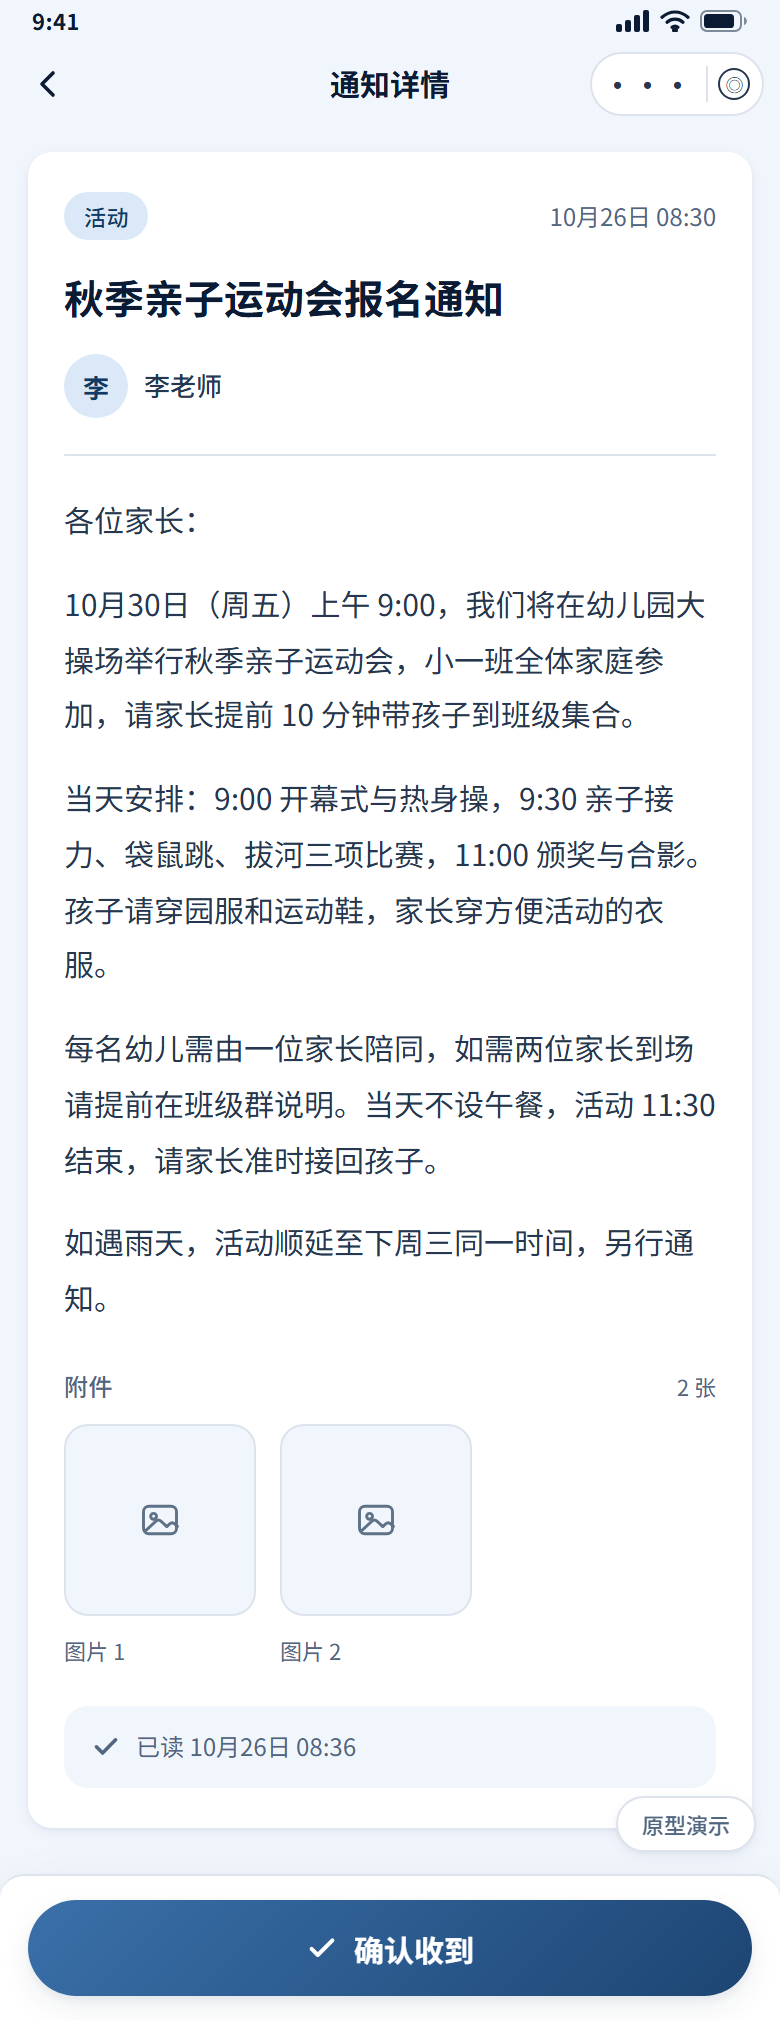 9:41
通知详情
活动
10月26日 08:30
秋季亲子运动会报名通知
李
李老师
各位家长：
10月30日（周五）上午 9:00，我们将在幼儿园大
操场举行秋季亲子运动会，小一班全体家庭参
加，请家长提前 10 分钟带孩子到班级集合。
当天安排：9:00 开幕式与热身操，9:30 亲子接
力、袋鼠跳、拔河三项比赛，11:00 颁奖与合影。
孩子请穿园服和运动鞋，家长穿方便活动的衣
服。
每名幼儿需由一位家长陪同，如需两位家长到场
请提前在班级群说明。当天不设午餐，活动 11:30
结束，请家长准时接回孩子。
如遇雨天，活动顺延至下周三同一时间，另行通
知。
附件
2 张
图片 1
图片 2
已读 10月26日 08:36
原型演示
确认收到